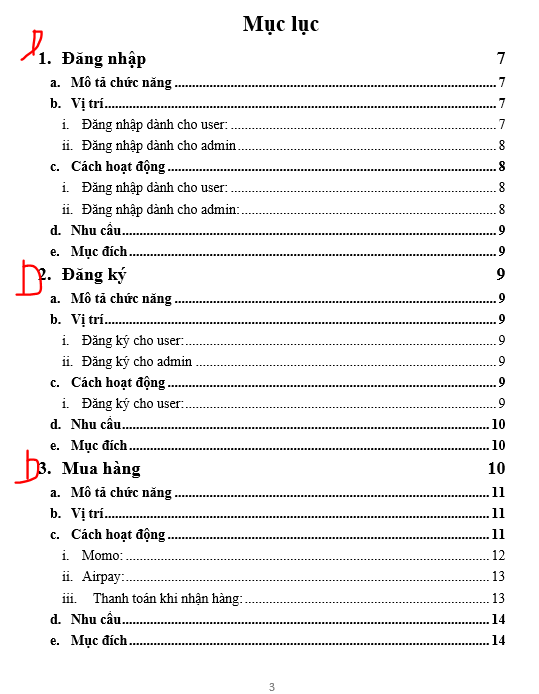 Mục lục
1. Đăng nhập 7
a. Mô tả chức năng 7
b. Vị trí 7
i. Đăng nhập dành cho user: 7
ii. Đăng nhập dành cho admin 8
c. Cách hoạt động 8
i. Đăng nhập dành cho user: 8
ii. Đăng nhập dành cho admin: 8
d. Nhu cầu 9
e. Mục đích 9
2. Đăng ký 9
a. Mô tả chức năng 9
b. Vị trí 9
i. Đăng ký cho user: 9
ii. Đăng ký cho admin 9
c. Cách hoạt động 9
i. Đăng ký cho user: 9
d. Nhu cầu 10
e. Mục đích 10
3. Mua hàng 10
a. Mô tả chức năng 11
b. Vị trí 11
c. Cách hoạt động 11
i. Momo: 12
ii. Airpay: 13
iii. Thanh toán khi nhận hàng: 13
d. Nhu cầu 14
e. Mục đích 14
3